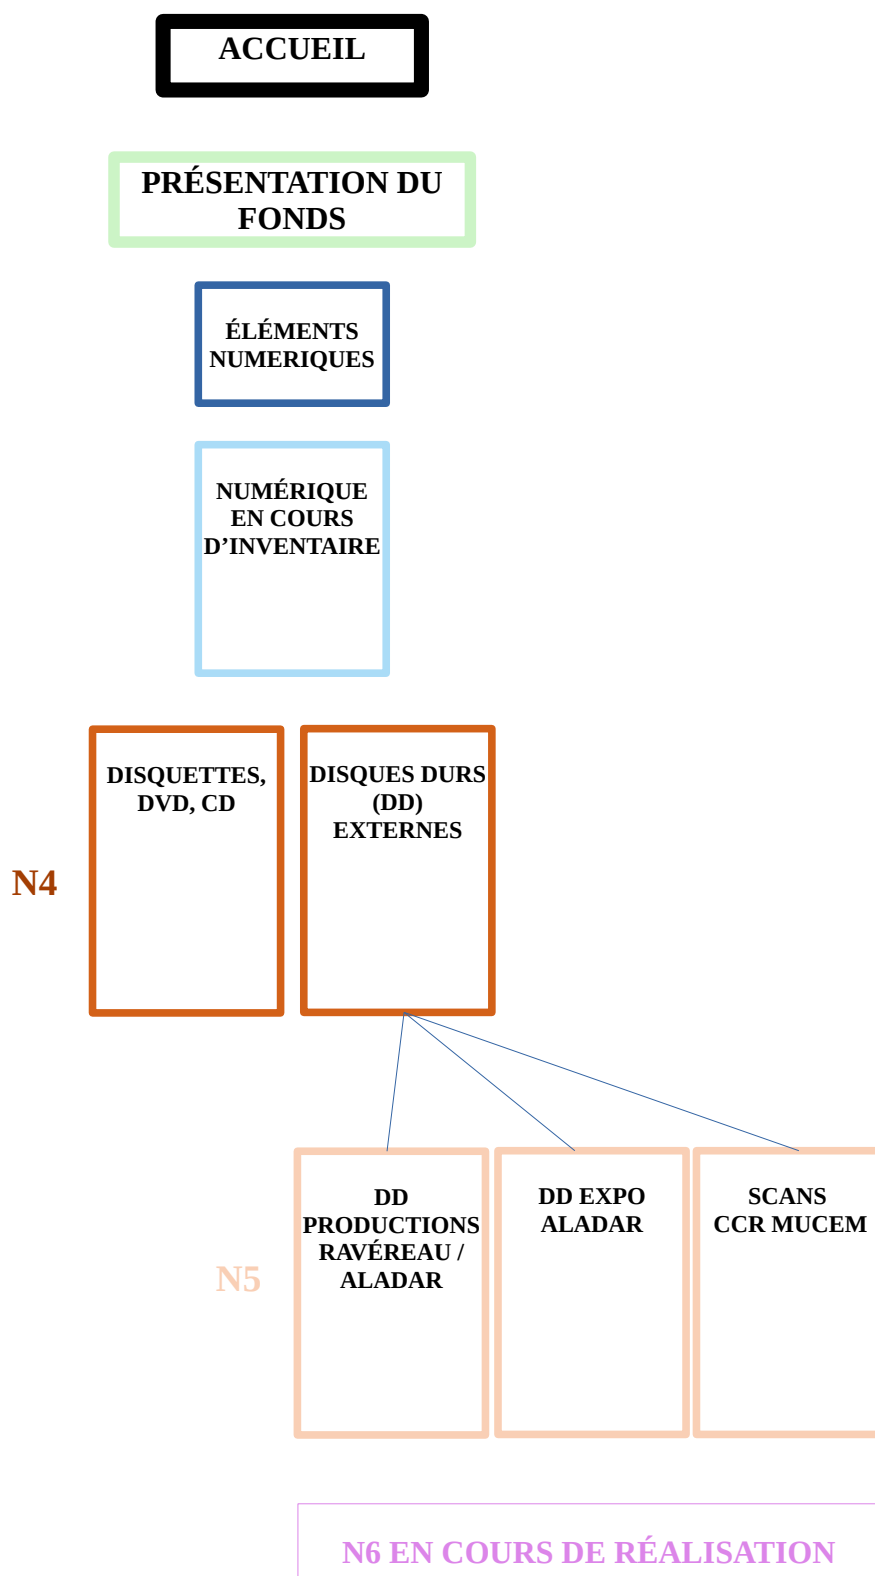 ACCUEIL
PRÉSENTATION DU
FONDS
ÉLÉMENTS
NUMERIQUES
NUMÉRIQUE
EN COURS
D’INVENTAIRE
DISQUETTES,
DVD, CD
DISQUES DURS
(DD)
EXTERNES
N4
DD
PRODUCTIONS
RAVÉREAU /
ALADAR
DD EXPO
ALADAR
SCANS
CCR MUCEM
N5
N6 EN COURS DE RÉALISATION